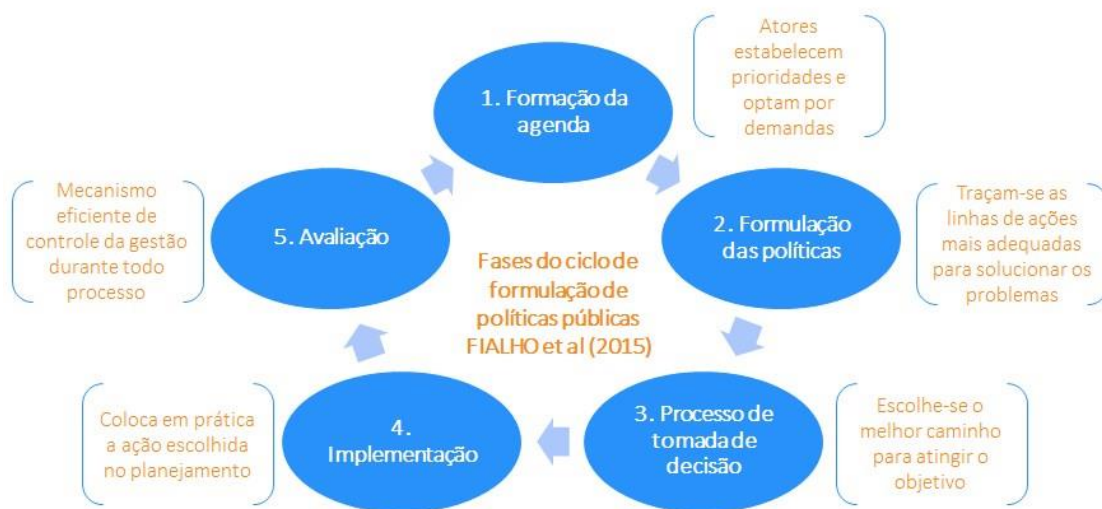 1. Formação da
agenda
Atores
estabelecem
prioridades e
optam por
demandas
2. Formulação
das políticas
Traçam-se as
linhas de ações
mais adequadas
para solucionar os
problemas
3. Processo de
tomada de
decisão
Escolhe-se o
melhor caminho
para atingir o
objetivo
4.
Implementação
Coloca em prática
a ação escolhida
no planejamento
5. Avaliação
Mecanismo
eficiente de
controle da gestão
durante todo
processo
Fases do ciclo de
formulação de
políticas públicas
FIALHO et al (2015)